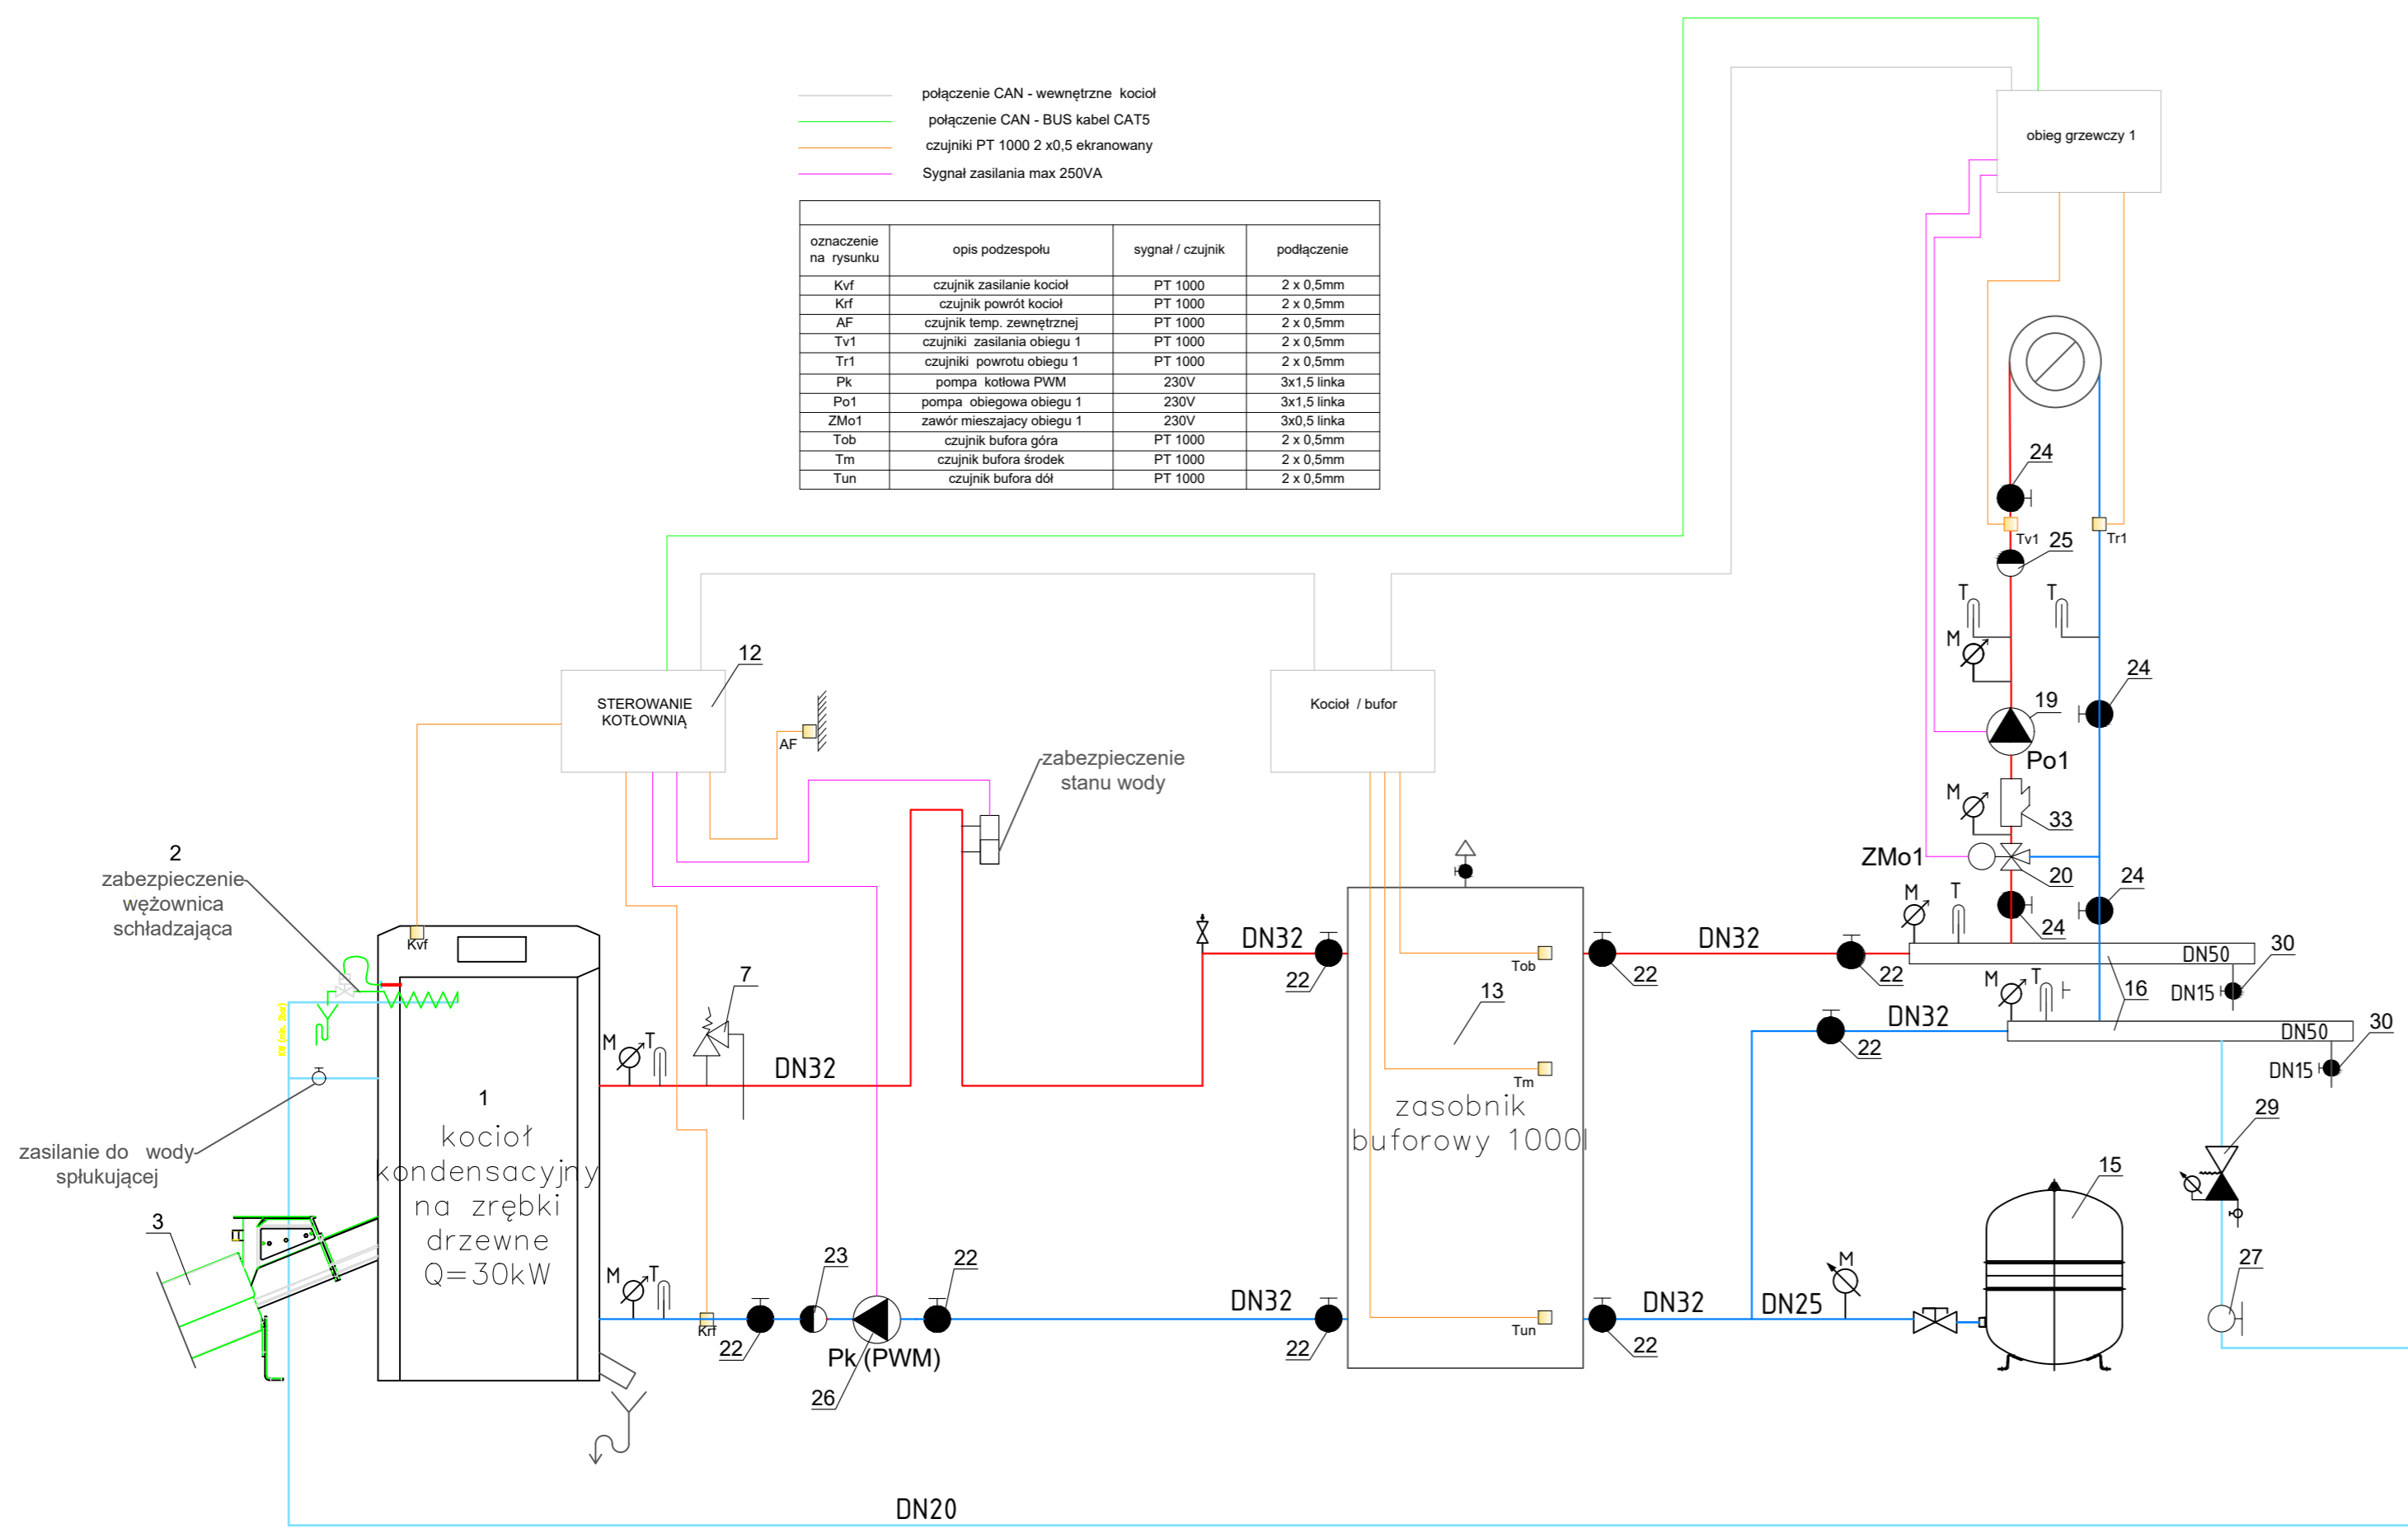 połączenie CAN - wewnętrzne kocioł
połączenie CAN - BUS kabel CAT5
czujniki PT 1000 2 x0,5 ekranowany
Sygnał zasilania max 250VA
obieg grzewczy 1
oznaczenie na rysunku opis podzespołu sygnał / czujnik podłączenie
Kvf czujnik zasilanie kocioł PT 1000 2 x 0,5mm
Krf czujnik powrót kocioł PT 1000 2 x 0,5mm
AF czujnik temp. zewnętrznej PT 1000 2 x 0,5mm
Tv1 czujniki zasilania obiegu 1 PT 1000 2 x 0,5mm
Tr1 czujniki powrotu obiegu 1 PT 1000 2 x 0,5mm
Pk pompa kotłowa PWM 230V 3x1,5 linka
Po1 pompa obiegowa obiegu 1 230V 3x1,5 linka
ZMo1 zawór mieszajacy obiegu 1 230V 3x0,5 linka
Tob czujnik bufora góra PT 1000 2 x 0,5mm
Tm czujnik bufora środek PT 1000 2 x 0,5mm
Tun czujnik bufora dół PT 1000 2 x 0,5mm
24
Tv1
25
Tr1
T
T
M
12
STEROWANIE
KOTŁOWNIĄ
AF
zabezpieczenie
stanu wody
Kocioł / bufor
24
19
Po1
M
33
ZMo1
20
24
24
2
zabezpieczenie
wężownica
schładzająca
Kvf
7
M
T
DN32
DN32
22
Tob
22
DN32
22
M
T
DN50
30
DN15
16
M
T
DN32
22
DN50
30
DN15
13
Tm
zasobnik
buforowy 1000l
1
kocioł
kondensacyjny
na zrębki
drzewne
Q=30kW
zasilanie do wody
spłukującej
3
M
T
Krf
22
23
Pk (PWM)
26
22
DN32
22
Tun
22
DN32
DN25
M
15
29
27
DN20